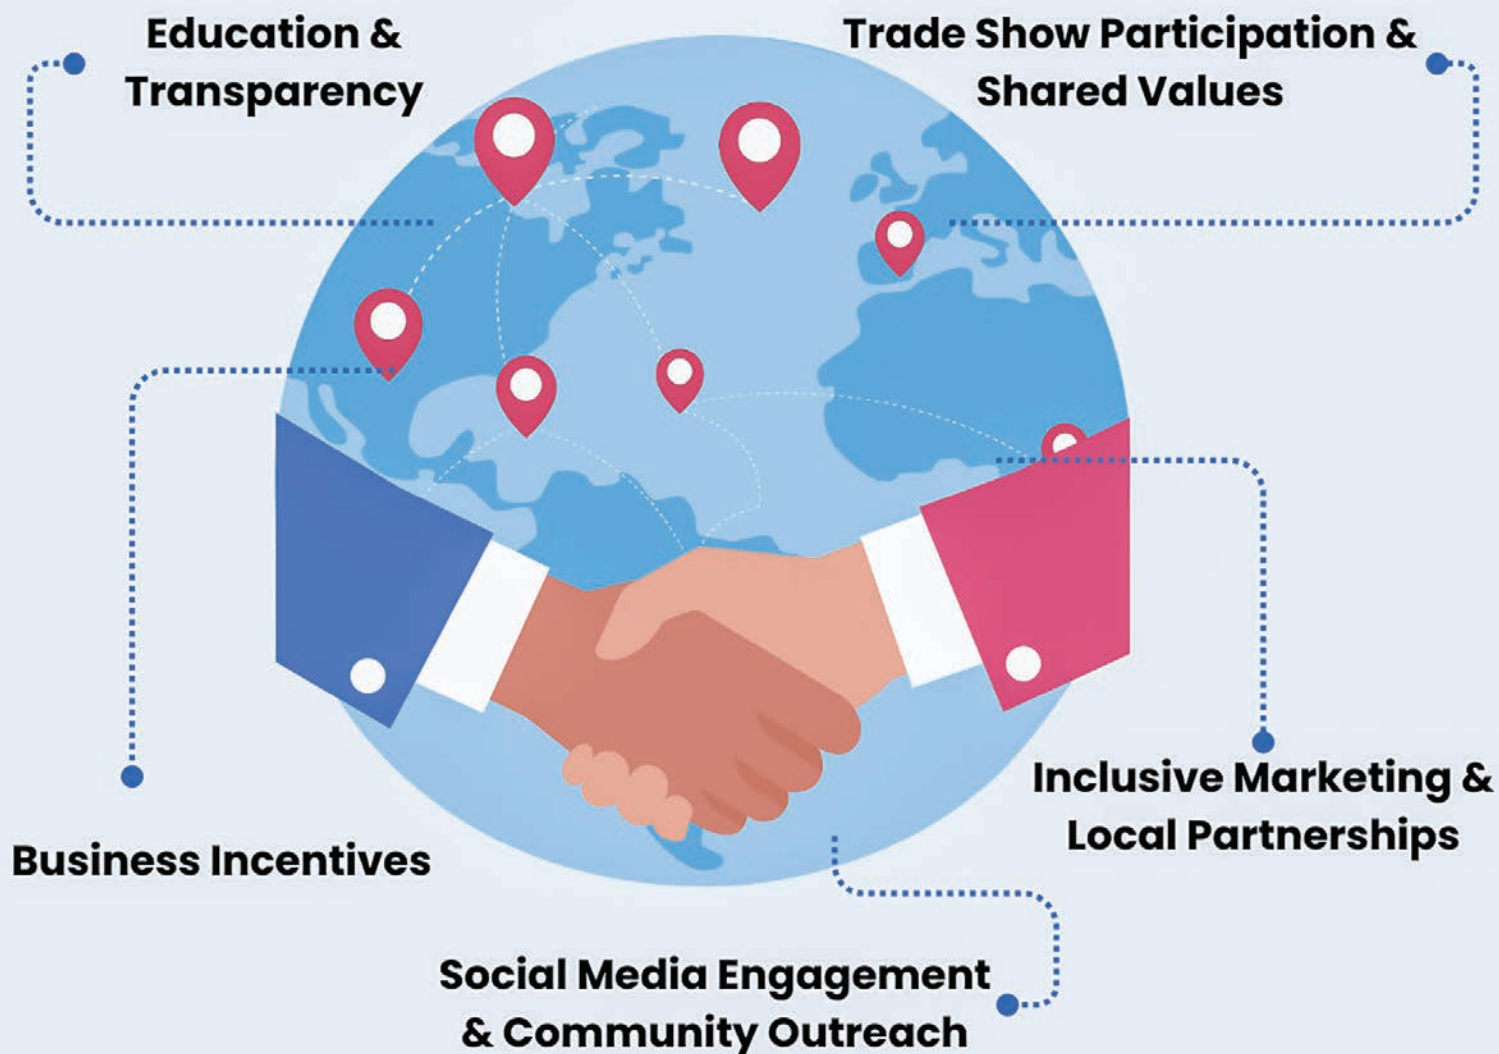 Education &
Transparency
Trade Show Participation &
Shared Values
Business Incentives
Inclusive Marketing &
Local Partnerships
Social Media Engagement
& Community Outreach